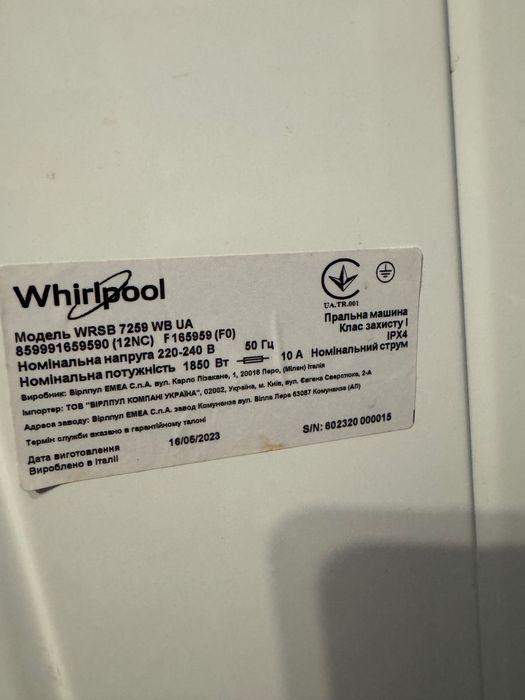 Whirlpool
UA.TR.001
Модель WRSB 7259 WB UA
Пральна машина
859991659590 (12NC) F 165959 (F0)
Клас захисту I
Номінальна напруга 220-240 В 50 Гц
IPX4
Номінальна потужність 1850 Вт 10 А Номінальний струм
Виробник: Вірлпул EMEA С.п.А. вул. Карло Пізакане, 1, 20016 Перо, (Мілан) Італія
Імпортер: ТОВ "ВІРЛПУЛ КОМПАНІ УКРАЇНА", 02002, Україна, м. Київ, вул. Євгена Сверстюка, 2-А
Адреса заводу: Вірлпул EMEA С.п.А. завод Комунанза вул. Вілла Пера 63087 Комунанза (АП)
Термін служби вказано в гарантійному талоні
Дата виготовлення 16/05/2023
S/N: 602320 000015
Вироблено в Італії